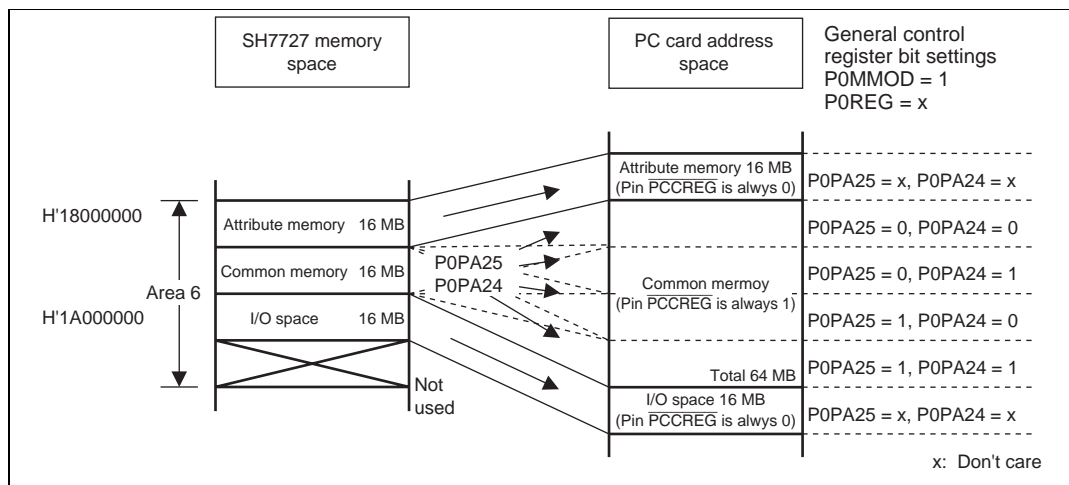 SH7727 memory
space
PC card address
space
General control
register bit settings
P0MMOD = 1
P0REG = x
H'18000000
Area 6
H'1A000000
Attribute memory 16 MB
Common memory 16 MB
I/O space 16 MB
Not
used
P0PA25
P0PA24
Attribute memory 16 MB
(Pin PCCREG is alwys 0)
Common mermoy
(Pin PCCREG is always 1)
Total 64 MB
I/O space 16 MB
(Pin PCCREG is alwys 0)
P0PA25 = x, P0PA24 = x
P0PA25 = 0, P0PA24 = 0
P0PA25 = 0, P0PA24 = 1
P0PA25 = 1, P0PA24 = 0
P0PA25 = 1, P0PA24 = 1
P0PA25 = x, P0PA24 = x
x: Don't care